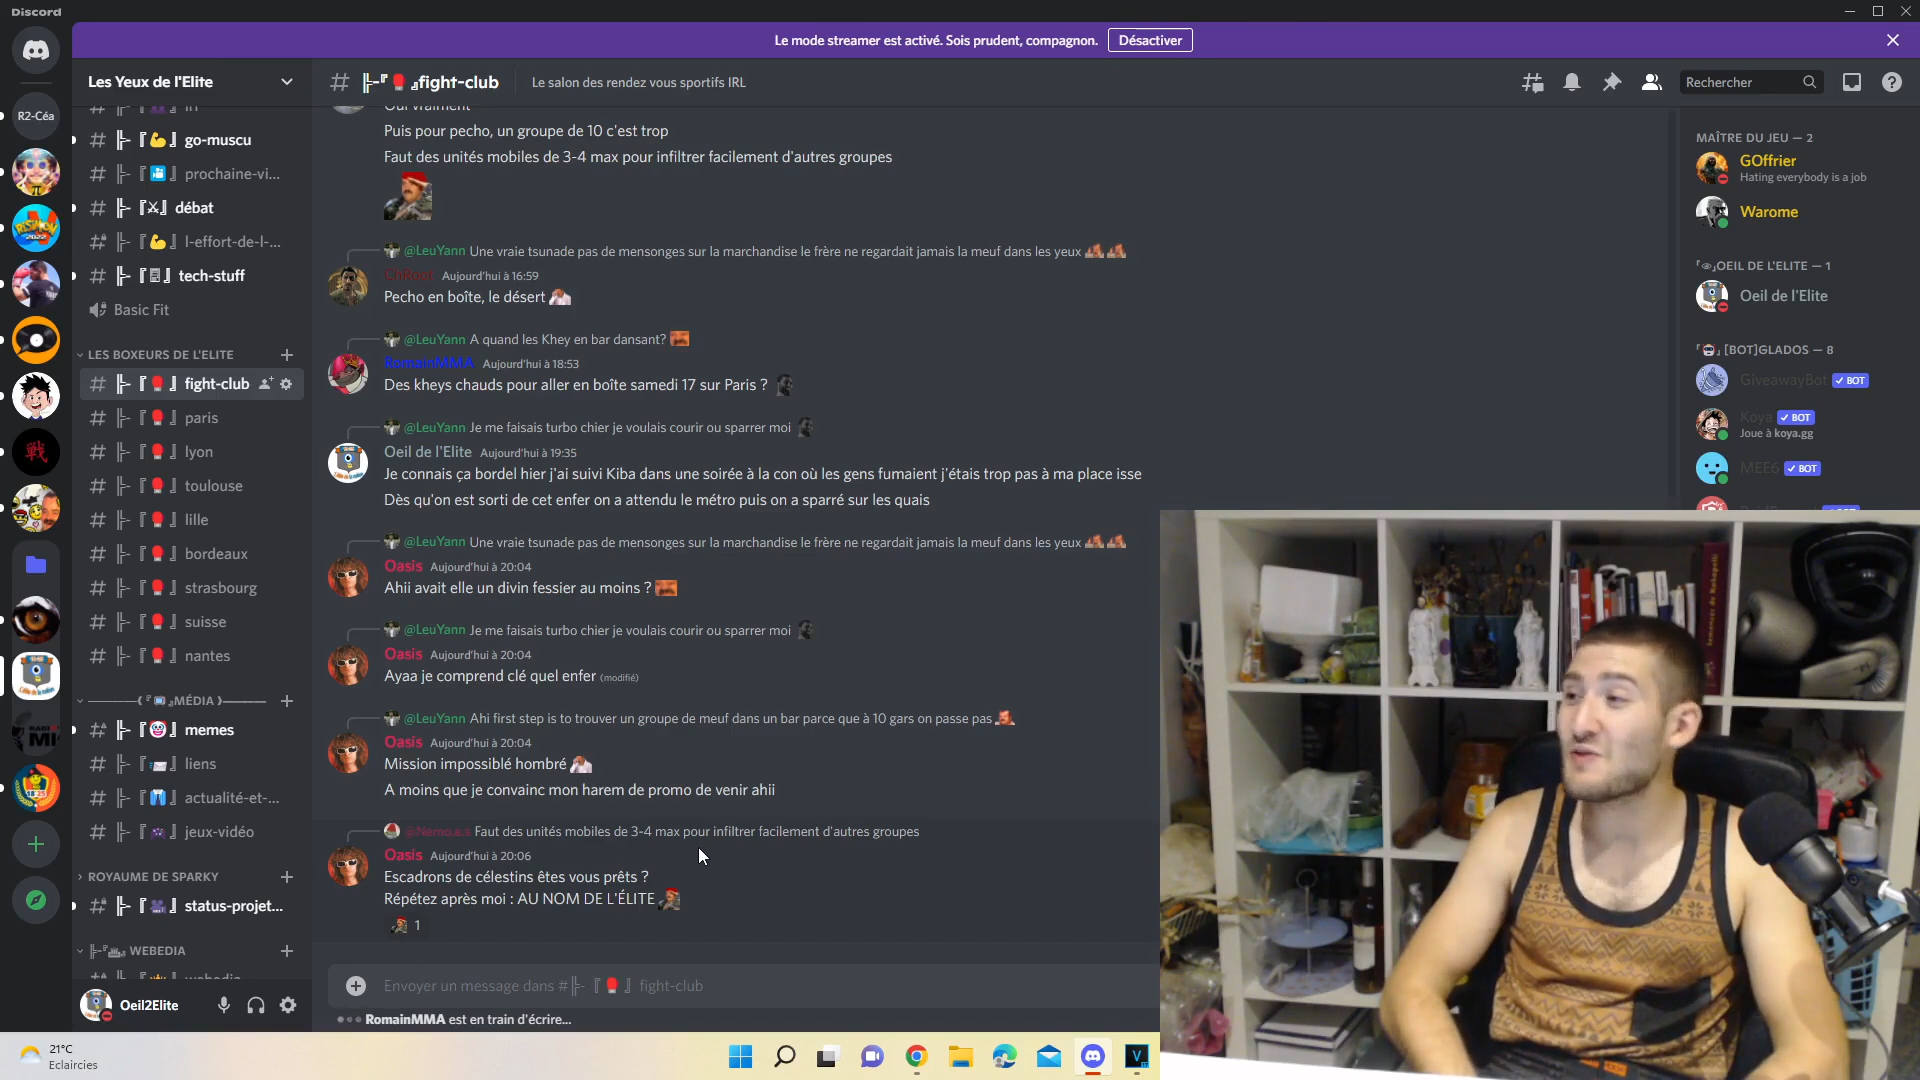 Discord
Le mode streamer est activé. Sois prudent, compagnon.
Désactiver
Les Yeux de l'Elite
fight-club
Le salon des rendez vous sportifs IRL
Rechercher
R2-Céa
go-muscu
prochaine-vi...
débat
l-effort-de-l-...
tech-stuff
Basic Fit
LES BOXEURS DE L'ELITE
fight-club
paris
lyon
toulouse
lille
bordeaux
strasbourg
suisse
nantes
MÉDIA
memes
liens
actualité-et-...
jeux-vidéo
ROYAUME DE SPARKY
status-projet...
WEBEDIA
webedia
Oeil2Elite
Oui vraiment
Puis pour pecho, un groupe de 10 c'est trop
Faut des unités mobiles de 3-4 max pour infiltrer facilement d'autres groupes
@LeuYann Une vraie tsunade pas de mensonges sur la marchandise le frère ne regardait jamais la meuf dans les yeux
Aujourd'hui à 16:59
Pecho en boîte, le désert
@LeuYann A quand les Khey en bar dansant?
RomainMMA Aujourd'hui à 18:53
Des kheys chauds pour aller en boîte samedi 17 sur Paris ?
@LeuYann Je me faisais turbo chier je voulais courir ou sparrer moi
Oeil de l'Elite Aujourd'hui à 19:35
Je connais ça bordel hier j'ai suivi Kiba dans une soirée à la con où les gens fumaient j'étais trop pas à ma place isse
Dès qu'on est sorti de cet enfer on a attendu le métro puis on a sparré sur les quais
@LeuYann Une vraie tsunade pas de mensonges sur la marchandise le frère ne regardait jamais la meuf dans les yeux
Oasis Aujourd'hui à 20:04
Ahii avait elle un divin fessier au moins ?
@LeuYann Je me faisais turbo chier je voulais courir ou sparrer moi
Oasis Aujourd'hui à 20:04
Ayaa je comprend clé quel enfer (modifié)
@LeuYann Ahi first step is to trouver un groupe de meuf dans un bar parce que à 10 gars on passe pas
Oasis Aujourd'hui à 20:04
Mission impossiblé hombré
A moins que je convainc mon harem de promo de venir ahii
@Nemo.e.s Faut des unités mobiles de 3-4 max pour infiltrer facilement d'autres groupes
Oasis Aujourd'hui à 20:06
Escadrons de célestins êtes vous prêts ?
Répétez après moi : AU NOM DE L'ÉLITE
1
Envoyer un message dans # fight-club
RomainMMA est en train d'écrire...
MAÎTRE DU JEU — 2
GOffrier
Hating everybody is a job
Warome
OEIL DE L'ELITE — 1
Oeil de l'Elite
[BOT]GLADOS — 8
GiveawayBot BOT
Koya BOT
Joue à koya.gg
MEE6 BOT
21°C
Eclaircies